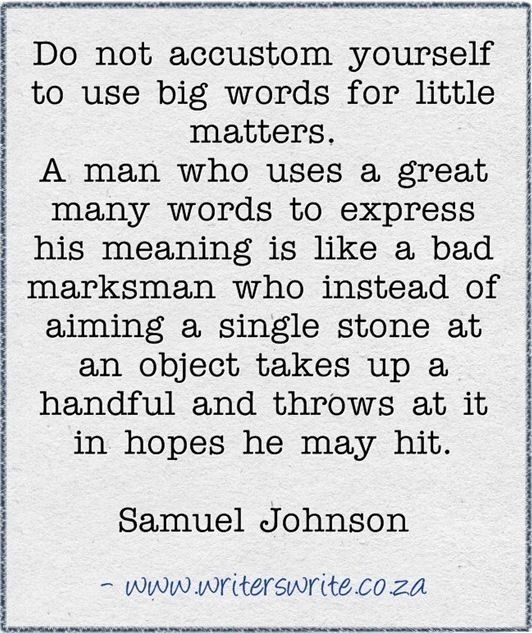 Do not accustom yourself
to use big words for little
matters.
A man who uses a great
many words to express
his meaning is like a bad
marksman who instead of
aiming a single stone at
an object takes up a
handful and throws at it
in hopes he may hit.
Samuel Johnson
- www.writerswrite.co.za